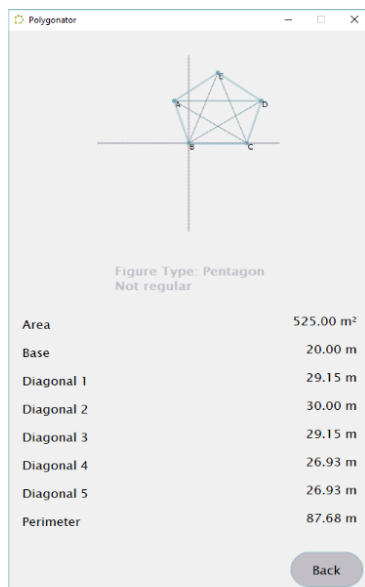 Polygonator
E
A
D
B
C
Figure Type: Pentagon
Not regular
Area 525.00 m²
Base 20.00 m
Diagonal 1 29.15 m
Diagonal 2 30.00 m
Diagonal 3 29.15 m
Diagonal 4 26.93 m
Diagonal 5 26.93 m
Perimeter 87.68 m
Back